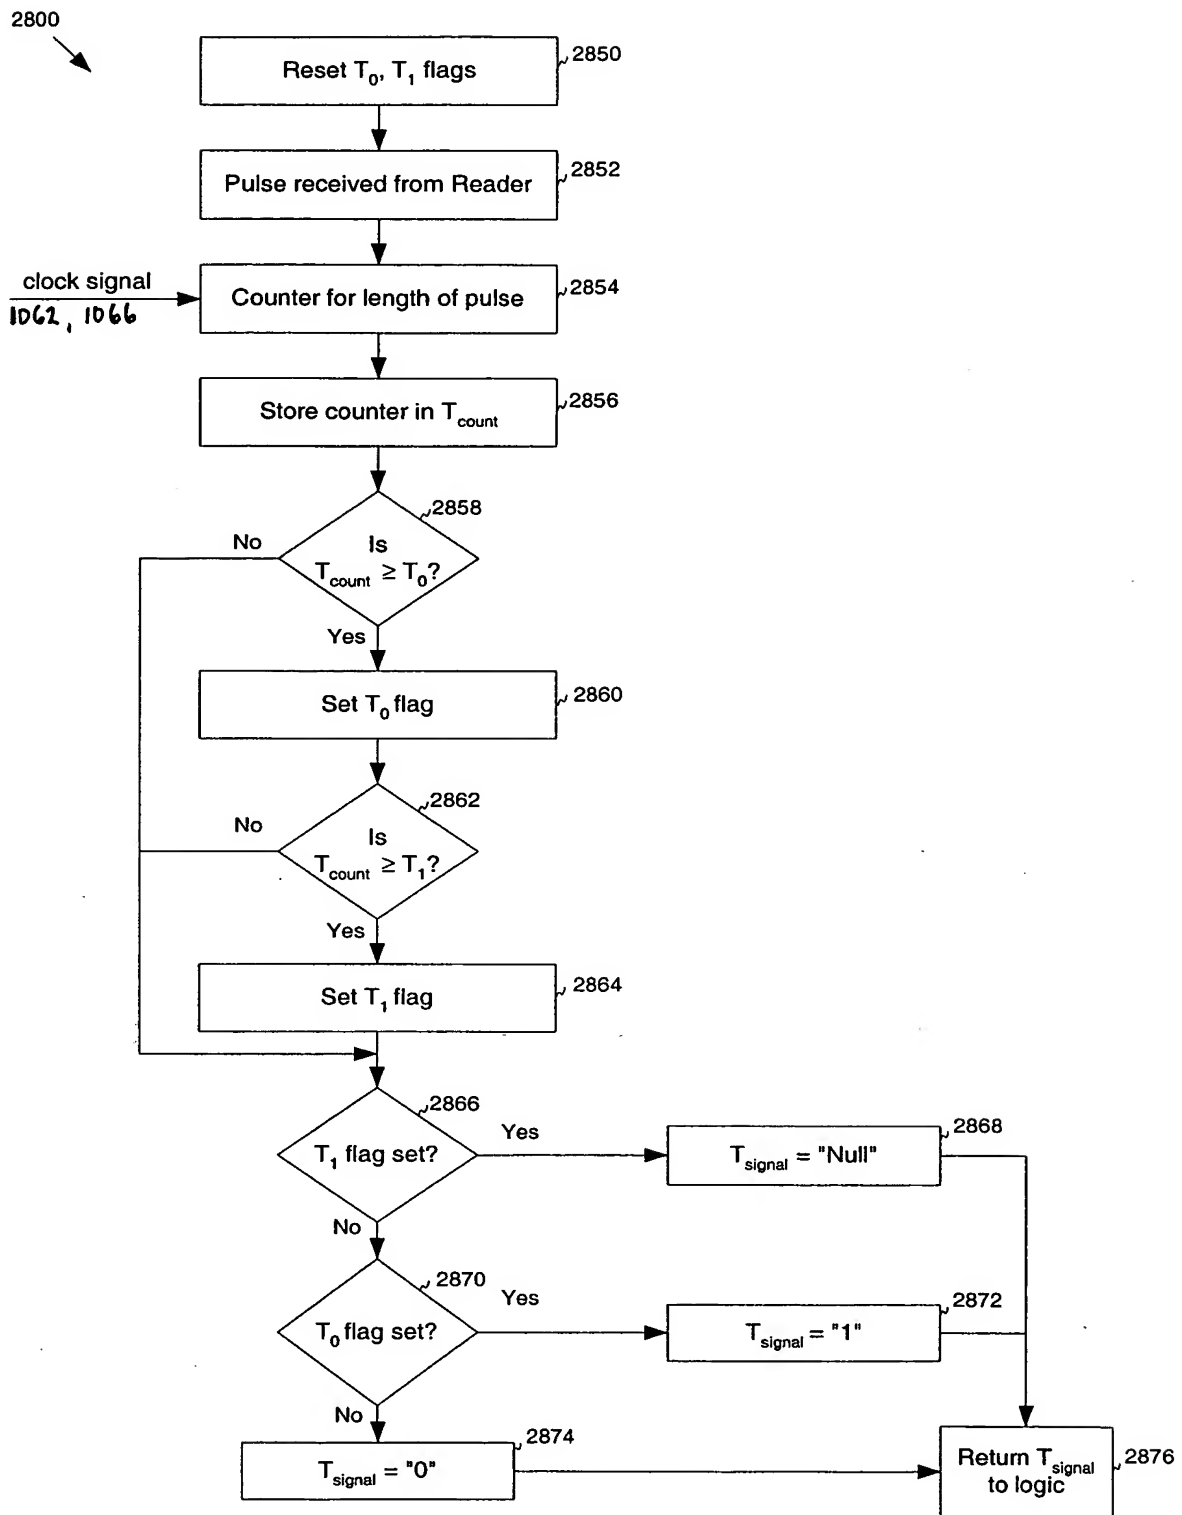 2800
Reset T0, T1 flags
2850
Pulse received from Reader
2852
clock signal
1062, 1066
Counter for length of pulse
2854
Store counter in Tcount
2856
2858
No
Is
Tcount ≥ T0?
Yes
Set T0 flag
2860
2862
No
Is
Tcount ≥ T1?
Yes
Set T1 flag
2864
2866
T1 flag set?
Yes
2868
Tsignal = "Null"
No
2870
T0 flag set?
Yes
2872
Tsignal = "1"
No
2874
Tsignal = "0"
Return Tsignal
to logic
2876